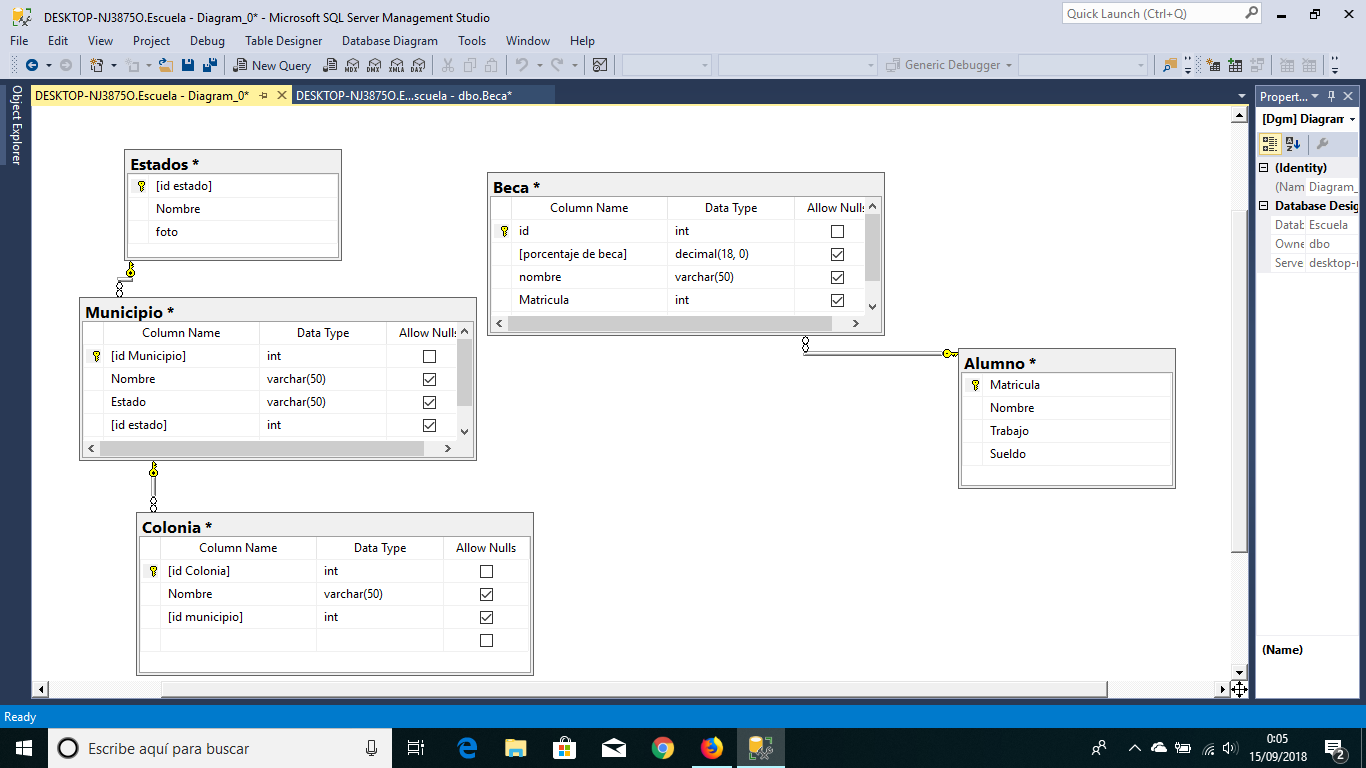 DESKTOP-NJ3875O.Escuela - Diagram_0* - Microsoft SQL Server Management Studio
Quick Launch (Ctrl+Q)
File Edit View Project Debug Table Designer Database Diagram Tools Window Help
New Query
MDX DMX XMLA DAX
Generic Debugger
Object Explorer
DESKTOP-NJ3875O.Escuela - Diagram_0*
DESKTOP-NJ3875O.E...scuela - dbo.Beca*
Estados *
[id estado]
Nombre
foto
Municipio *
Column Name Data Type Allow Nulls
[id Municipio] int
Nombre varchar(50)
Estado varchar(50)
[id estado] int
Colonia *
Column Name Data Type Allow Nulls
[id Colonia] int
Nombre varchar(50)
[id municipio] int
Beca *
Column Name Data Type Allow Nulls
id int
[porcentaje de beca] decimal(18, 0)
nombre varchar(50)
Matricula int
Alumno *
Matricula
Nombre
Trabajo
Sueldo
Propert...
[Dgm] Diagram
(Identity)
(Nam Diagram_
Database Desig
Datab Escuela
Owne dbo
Serve desktop-n
(Name)
Ready
Escribe aquí para buscar
0:05
15/09/2018
2